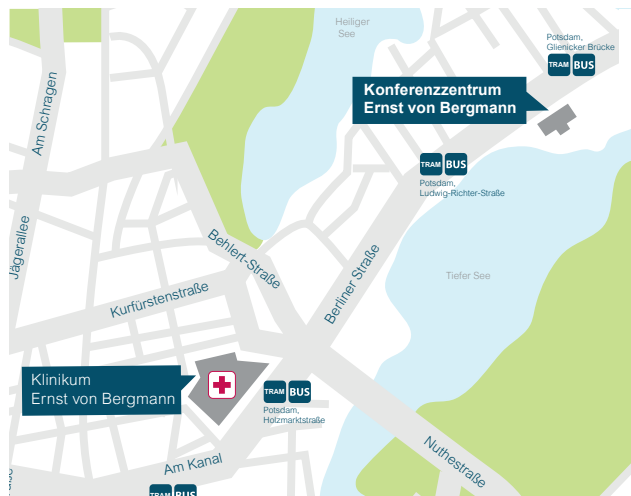 Heiliger
See
Potsdam,
Glienicker Brücke
TRAM BUS
Konferenzzentrum
Ernst von Bergmann
Am Schragen
TRAM BUS
Potsdam,
Ludwig-Richter-Straße
Jägerallee
Behlert-Straße
Berliner Straße
Tiefer See
Kurfürstenstraße
Klinikum
Ernst von Bergmann
TRAM BUS
Potsdam,
Holzmarktstraße
Nuthestraße
Am Kanal
TRAM BUS